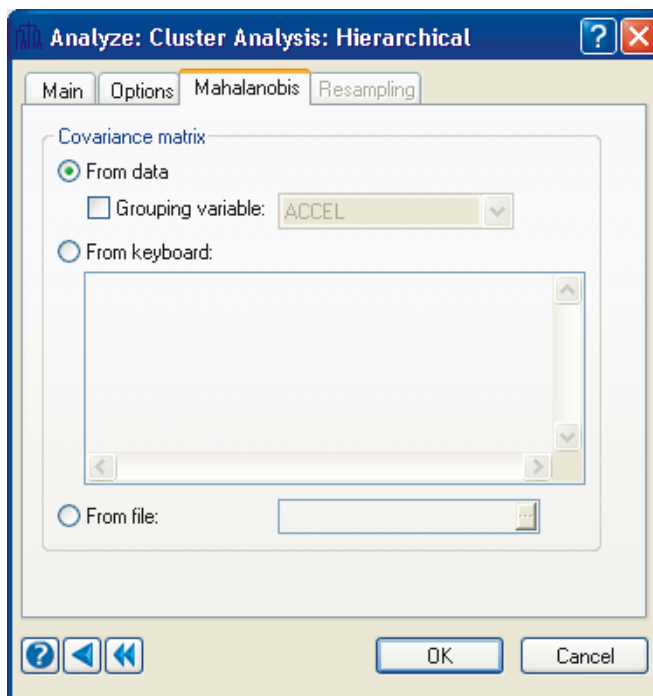 Analyze: Cluster Analysis: Hierarchical
Main Options Mahalanobis Resampling
Covariance matrix
From data
Grouping variable: ACCEL
From keyboard:
From file: ...
OK Cancel